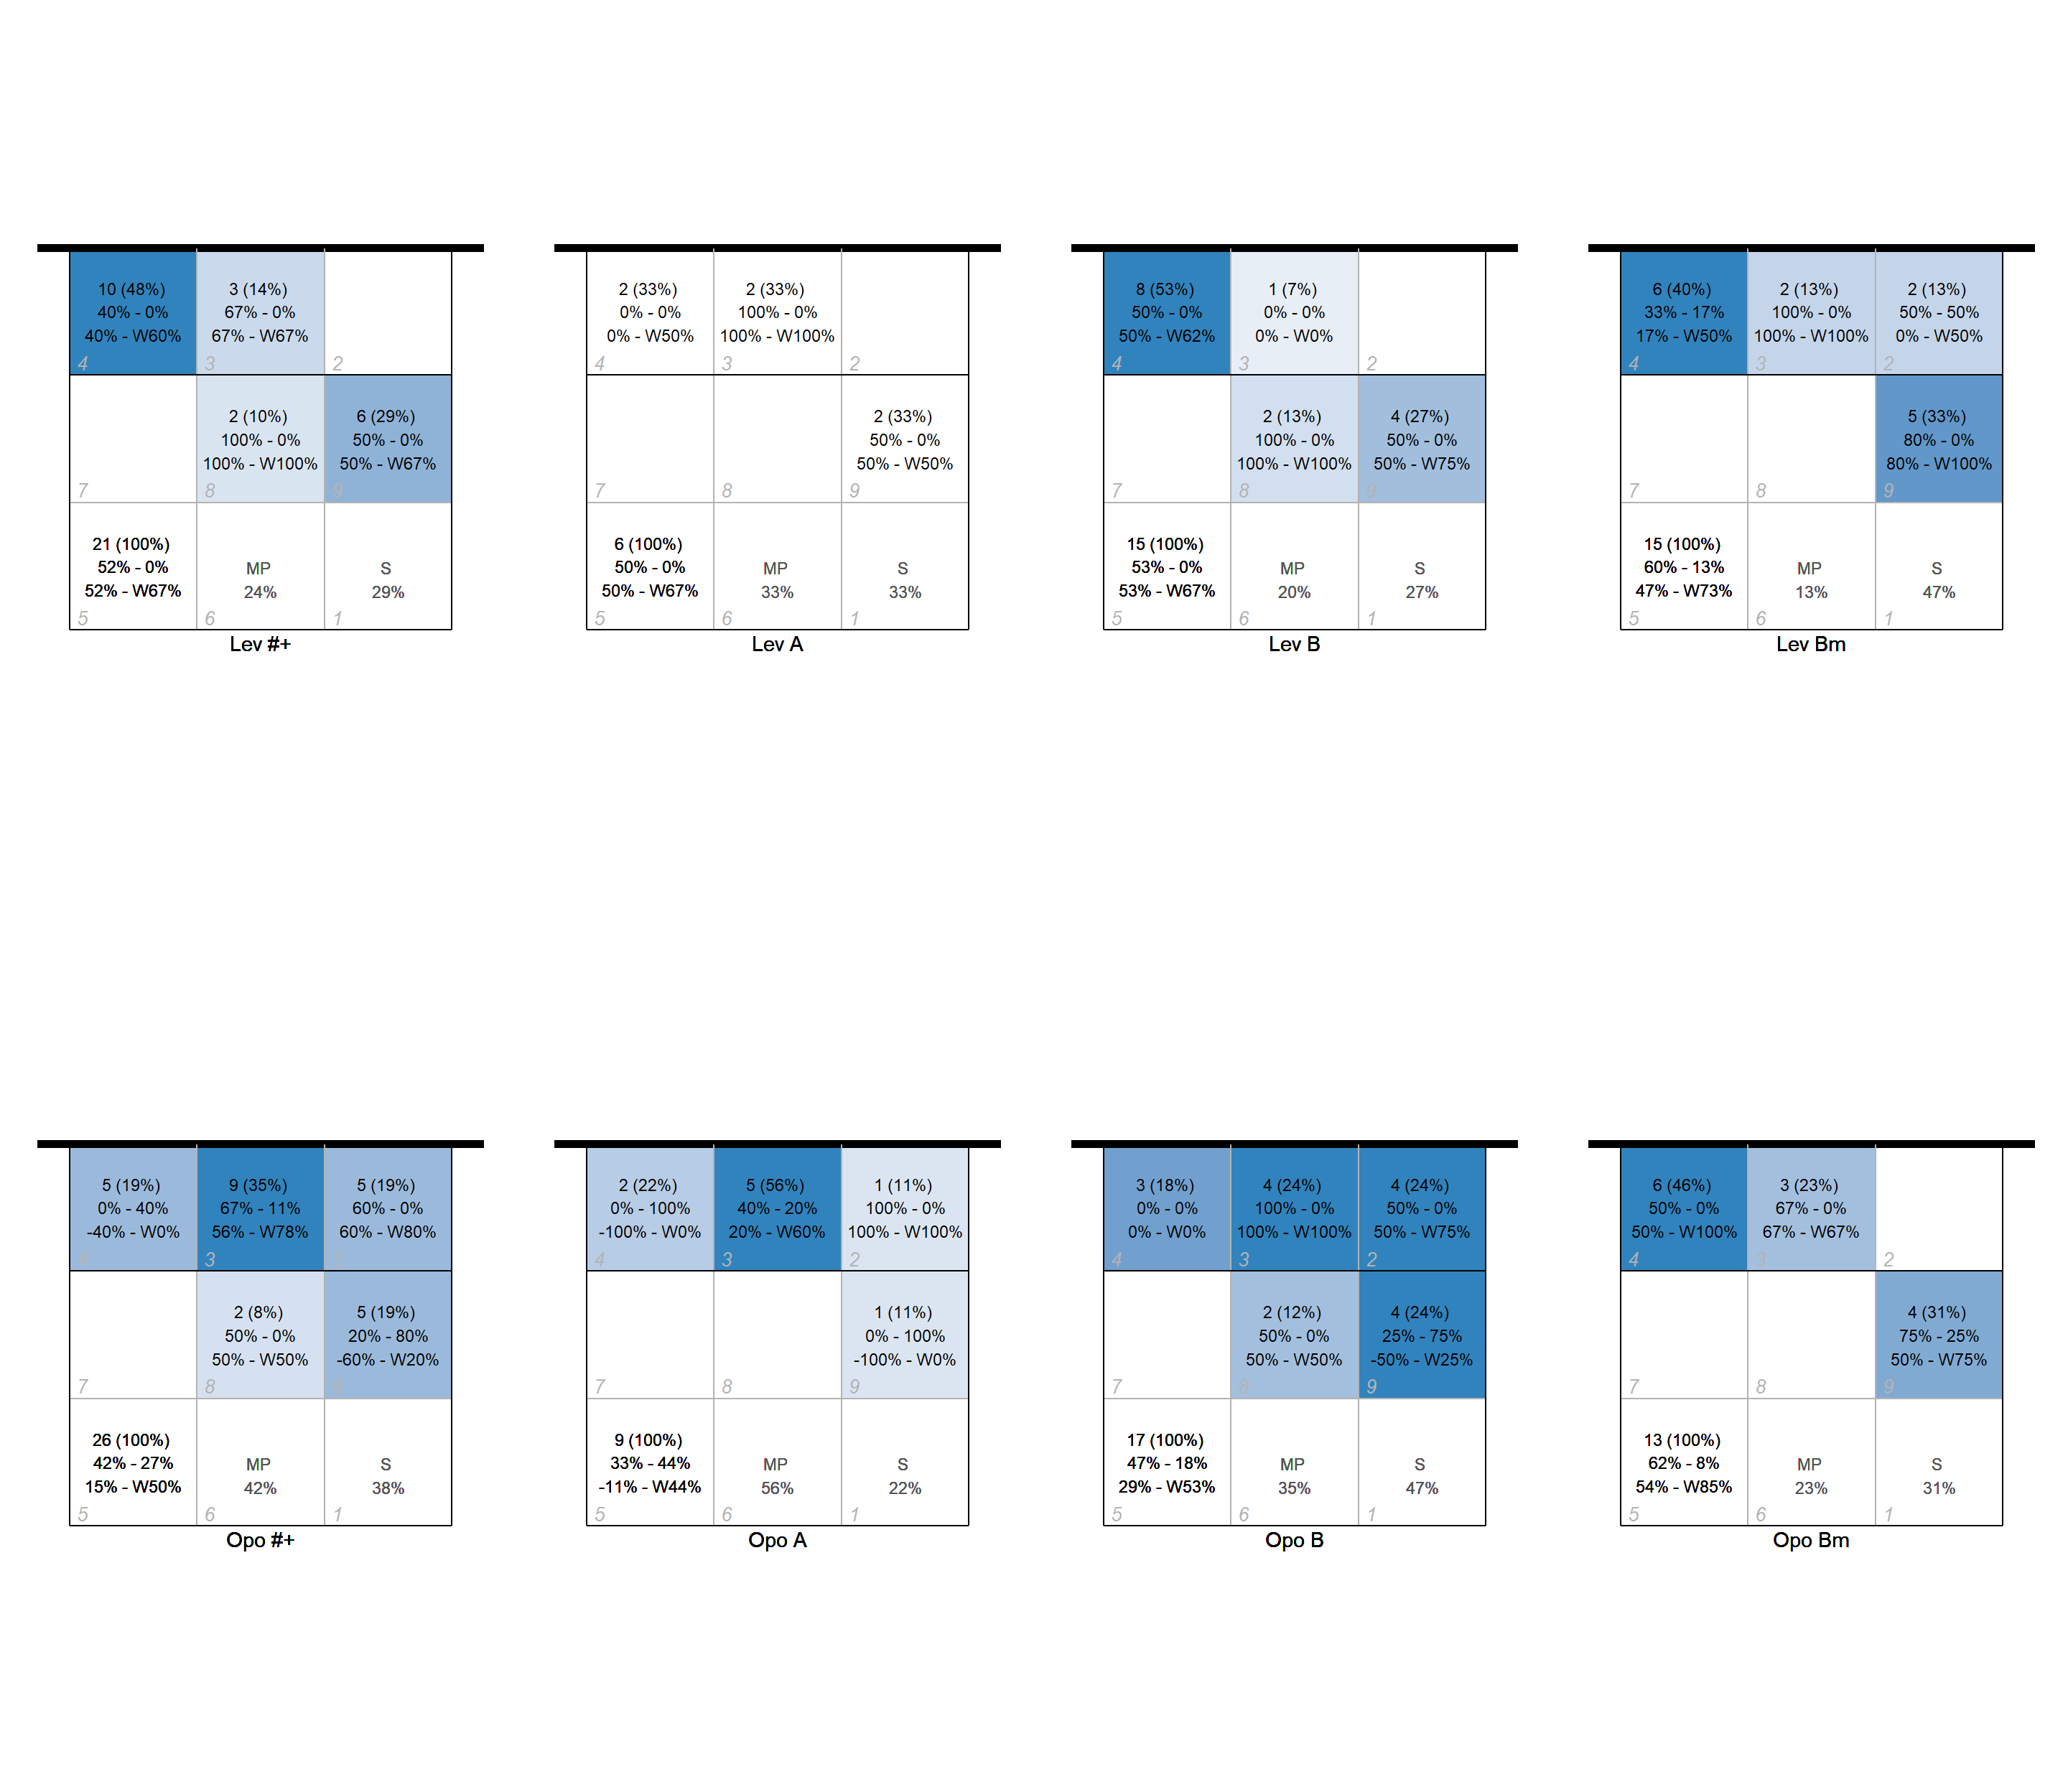 10 (48%)
40% - 0%
40% - W60%
4
3 (14%)
67% - 0%
67% - W67%
3
2
7
2 (10%)
100% - 0%
100% - W100%
8
6 (29%)
50% - 0%
50% - W67%
9
21 (100%)
52% - 0%
52% - W67%
5
MP
24%
6
S
29%
1
Lev #+
2 (33%)
0% - 0%
0% - W50%
4
2 (33%)
100% - 0%
100% - W100%
3
2
7
8
2 (33%)
50% - 0%
50% - W50%
9
6 (100%)
50% - 0%
50% - W67%
5
MP
33%
6
S
33%
1
Lev A
8 (53%)
50% - 0%
50% - W62%
4
1 (7%)
0% - 0%
0% - W0%
3
2
7
2 (13%)
100% - 0%
100% - W100%
8
4 (27%)
50% - 0%
50% - W75%
9
15 (100%)
53% - 0%
53% - W67%
5
MP
20%
6
S
27%
1
Lev B
6 (40%)
33% - 17%
17% - W50%
4
2 (13%)
100% - 0%
100% - W100%
3
2 (13%)
50% - 50%
0% - W50%
2
7
8
5 (33%)
80% - 0%
80% - W100%
9
15 (100%)
60% - 13%
47% - W73%
5
MP
13%
6
S
47%
1
Lev Bm
5 (19%)
0% - 40%
-40% - W0%
4
9 (35%)
67% - 11%
56% - W78%
3
5 (19%)
60% - 0%
60% - W80%
2
7
2 (8%)
50% - 0%
50% - W50%
8
5 (19%)
20% - 80%
-60% - W20%
9
26 (100%)
42% - 27%
15% - W50%
5
MP
42%
6
S
38%
1
Opo #+
2 (22%)
0% - 100%
-100% - W0%
4
5 (56%)
40% - 20%
20% - W60%
3
1 (11%)
100% - 0%
100% - W100%
2
7
8
1 (11%)
0% - 100%
-100% - W0%
9
9 (100%)
33% - 44%
-11% - W44%
5
MP
56%
6
S
22%
1
Opo A
3 (18%)
0% - 0%
0% - W0%
4
4 (24%)
100% - 0%
100% - W100%
3
4 (24%)
50% - 0%
50% - W75%
2
7
2 (12%)
50% - 0%
50% - W50%
8
4 (24%)
25% - 75%
-50% - W25%
9
17 (100%)
47% - 18%
29% - W53%
5
MP
35%
6
S
47%
1
Opo B
6 (46%)
50% - 0%
50% - W100%
4
3 (23%)
67% - 0%
67% - W67%
3
2
7
8
4 (31%)
75% - 25%
50% - W75%
9
13 (100%)
62% - 8%
54% - W85%
5
MP
23%
6
S
31%
1
Opo Bm